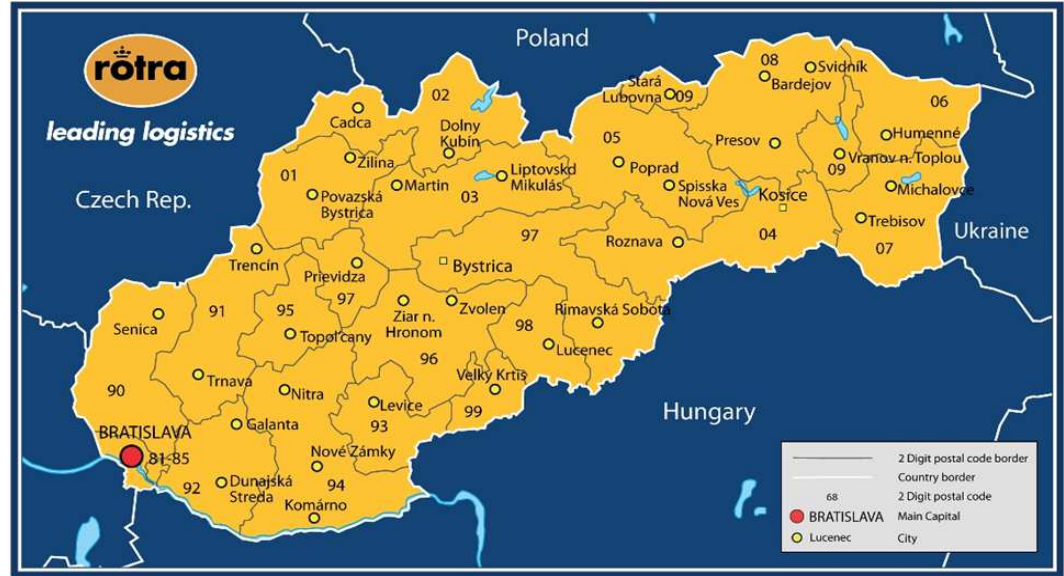 rötra
leading logistics
Poland
Czech Rep.
Ukraine
Hungary
02
Cadca
Dolny
Kubín
Zilina
01
Povazská
Bystrica
Martin
03
Liptovskd
Mikulás
Stará
Lubovna
09
08
Svidník
Bardejov
06
05
Presov
Humenné
Poprad
Vranov n. Toplou
09
Spisska
Nová Ves
Kosice
Michalovce
Trebisov
07
04
Roznava
97
Trencín
Prievidza
97
Bystrica
91
95
Senica
Topol'cany
Ziar n.
Hronom
Zvolen
98
Rimavská Sobota
Lucenec
96
90
Trnava
Nitra
Velky Krtis
99
Levice
93
Galanta
BRATISLAVA
81-85
92
Dunajská
Streda
Nové Zámky
94
Komárno
2 Digit postal code border
Country border
68 2 Digit postal code
BRATISLAVA Main Capital
Lucenec City